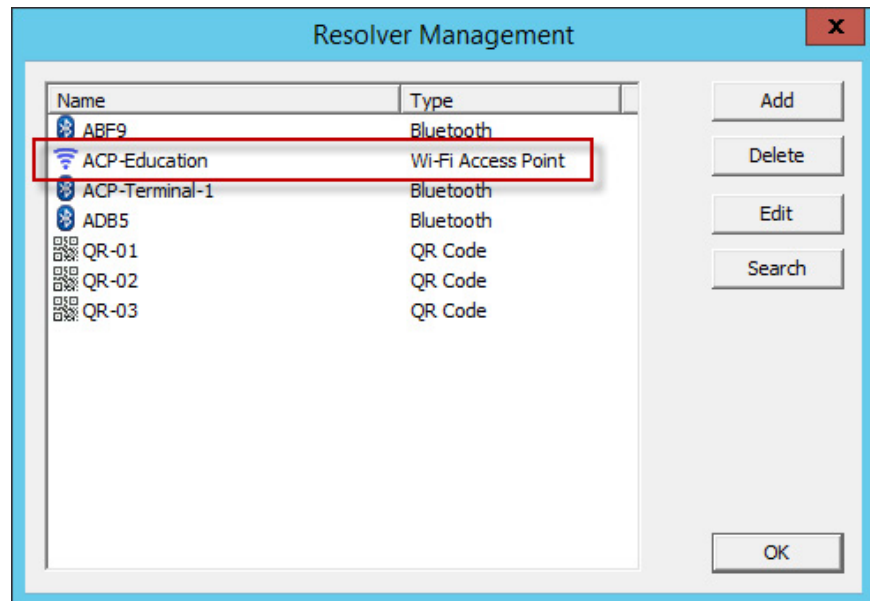 Resolver Management
x
Name Type
ABF9 Bluetooth
ACP-Education Wi-Fi Access Point
ACP-Terminal-1 Bluetooth
ADB5 Bluetooth
QR-01 QR Code
QR-02 QR Code
QR-03 QR Code
Add
Delete
Edit
Search
OK